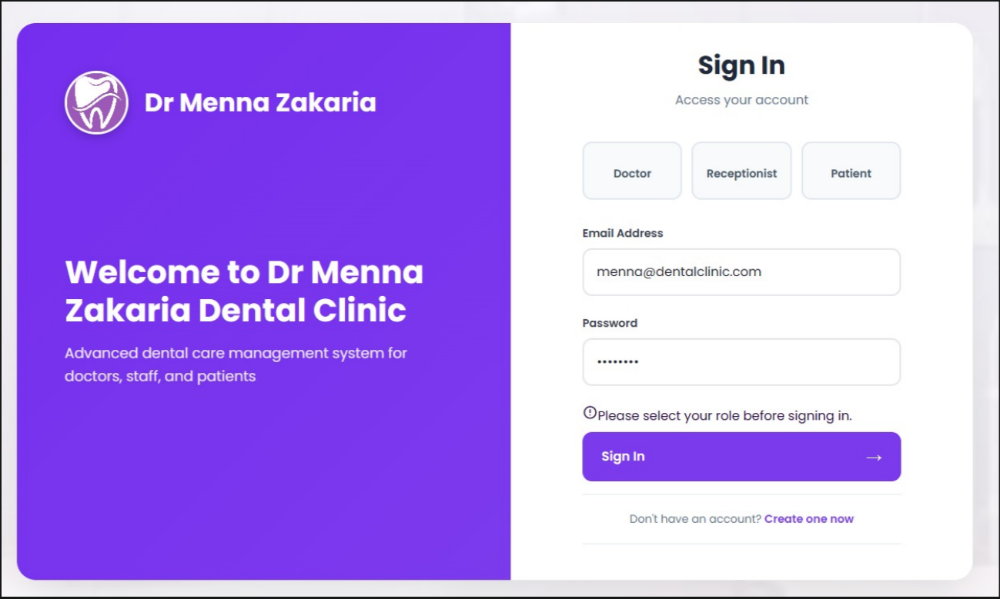 Dr Menna Zakaria
Welcome to Dr Menna
Zakaria Dental Clinic
Advanced dental care management system for
doctors, staff, and patients
Sign In
Access your account
Doctor
Receptionist
Patient
Email Address
menna@dentalclinic.com
Password
••••••••
Please select your role before signing in.
Sign In →
Don't have an account? Create one now